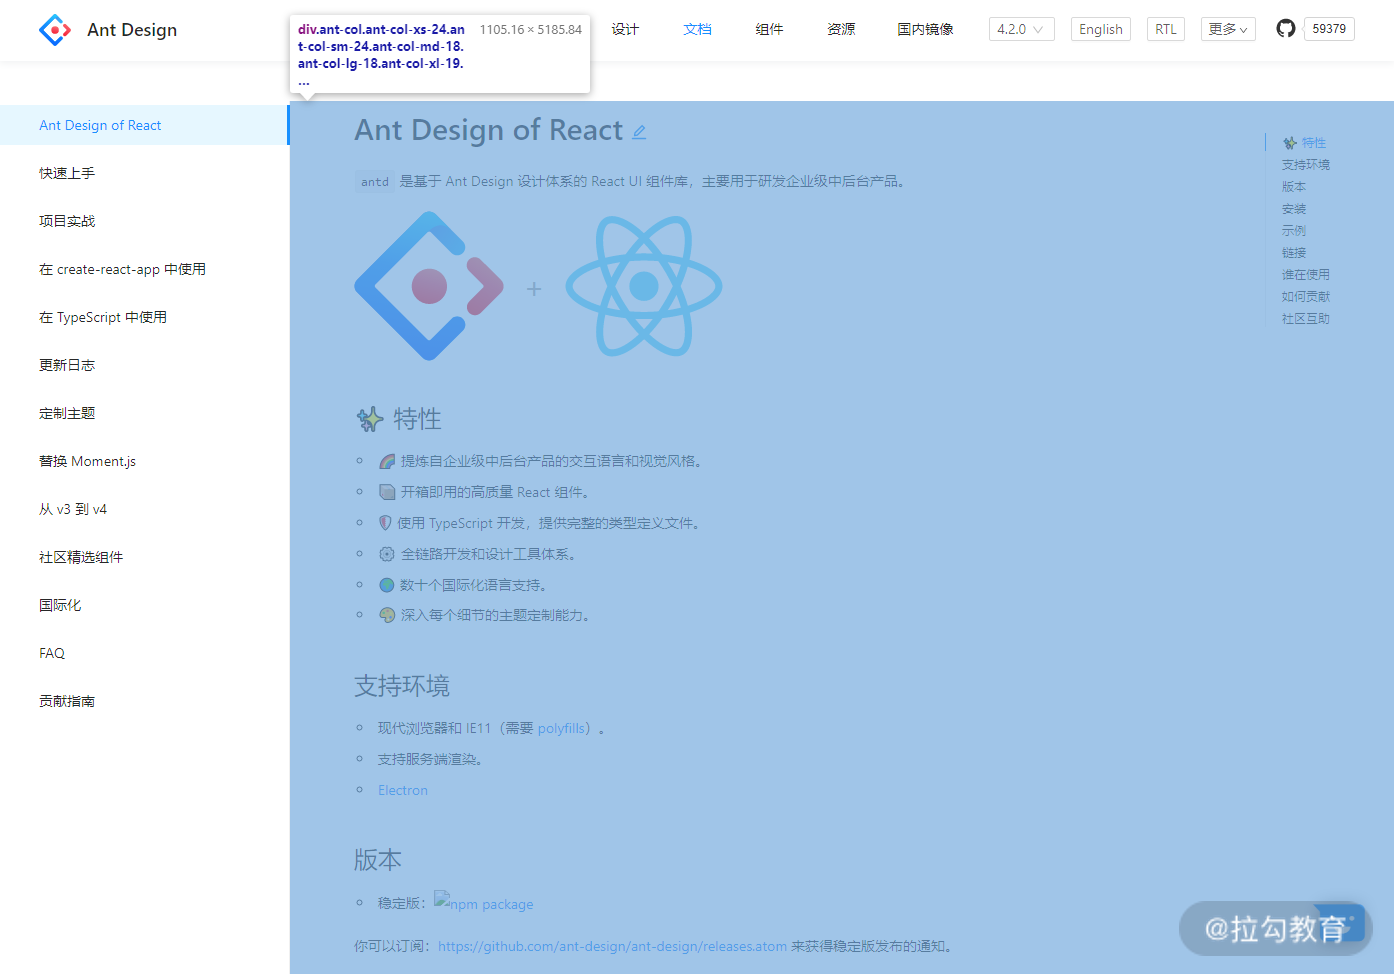 Ant Design
div.ant-col.ant-col-xs-24.an
t-col-sm-24.ant-col-md-18.
ant-col-lg-18.ant-col-xl-19.
...
1105.16 × 5185.84
设计
文档
组件
资源
国内镜像
4.2.0
English
RTL
更多
59379
Ant Design of React
快速上手
项目实战
在 create-react-app 中使用
在 TypeScript 中使用
更新日志
定制主题
替换 Moment.js
从 v3 到 v4
社区精选组件
国际化
FAQ
贡献指南
Ant Design of React
antd 是基于 Ant Design 设计体系的 React UI 组件库，主要用于研发企业级中后台产品。
+
✨ 特性
🌈 提炼自企业级中后台产品的交互语言和视觉风格。
📦 开箱即用的高质量 React 组件。
🛡 使用 TypeScript 开发，提供完整的类型定义文件。
⚙️ 全链路开发和设计工具体系。
🌍 数十个国际化语言支持。
🎨 深入每个细节的主题定制能力。
支持环境
现代浏览器和 IE11（需要 polyfills）。
支持服务端渲染。
Electron
版本
稳定版：npm package
你可以订阅：https://github.com/ant-design/ant-design/releases.atom 来获得稳定版发布的通知。
✨ 特性
支持环境
版本
安装
示例
链接
谁在使用
如何贡献
社区互助
@拉勾教育